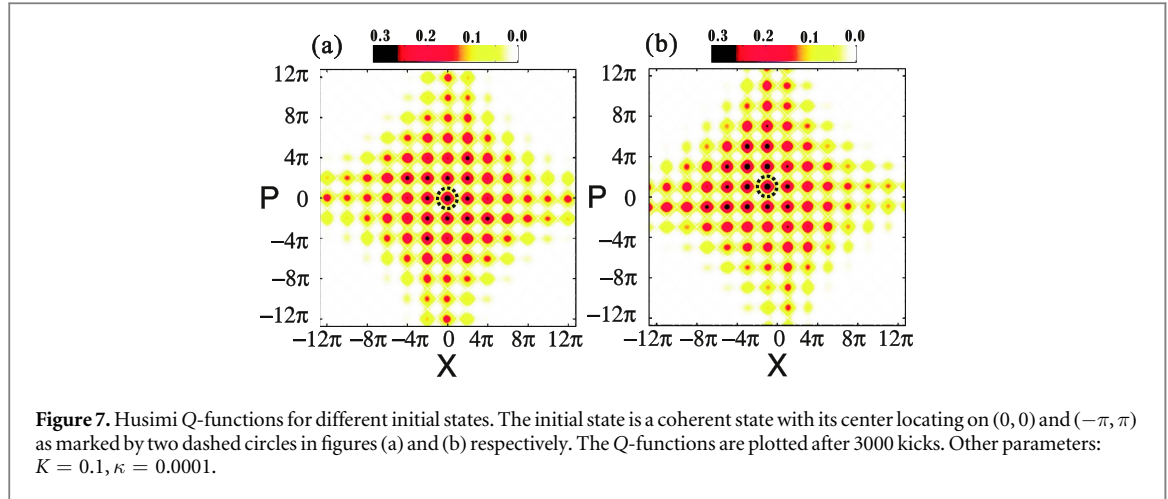 (a) 0.3 0.2 0.1 0.0 (b) 0.3 0.2 0.1 0.0
12π 12π
8π 8π
4π 4π
P 0 P 0
−4π −4π
−8π −8π
−12π −12π
−12π −8π −4π 0 4π 8π 12π −12π −8π −4π 0 4π 8π 12π
X X
Figure 7. Husimi Q-functions for different initial states. The initial state is a coherent state with its center locating on (0, 0) and (−π, π)
as marked by two dashed circles in figures (a) and (b) respectively. The Q-functions are plotted after 3000 kicks. Other parameters:
K = 0.1, κ = 0.0001.